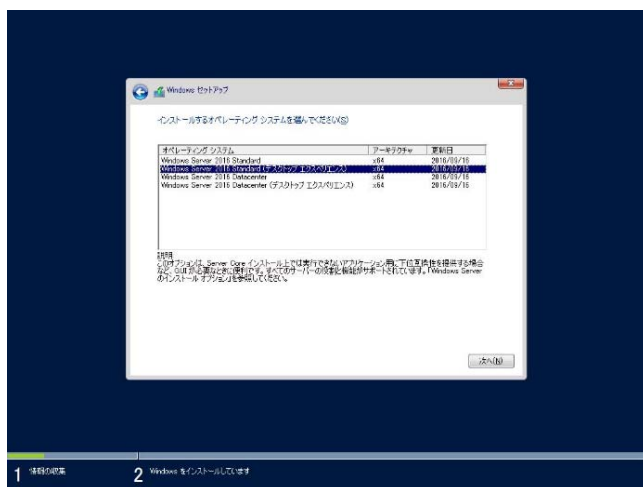 Windows セットアップ
インストールするオペレーティング システムを選んでください(S)
オペレーティング システム アーキテクチャ 更新日
Windows Server 2016 Standard x64 2016/09/16
Windows Server 2016 Standard (デスクトップ エクスペリエンス) x64 2016/09/16
Windows Server 2016 Datacenter x64 2016/09/16
Windows Server 2016 Datacenter (デスクトップ エクスペリエンス) x64 2016/09/16
説明:
このオプションは、Server Core インストール上では実行できないアプリケーション用に下位互換性を提供する場合
など、GUI が必要なときに便利です。すべてのサーバーの役割と機能がサポートされています。「Windows Server
のインストール オプション」を参照してください。
次へ(N)
1 情報の収集
2 Windows をインストールしています